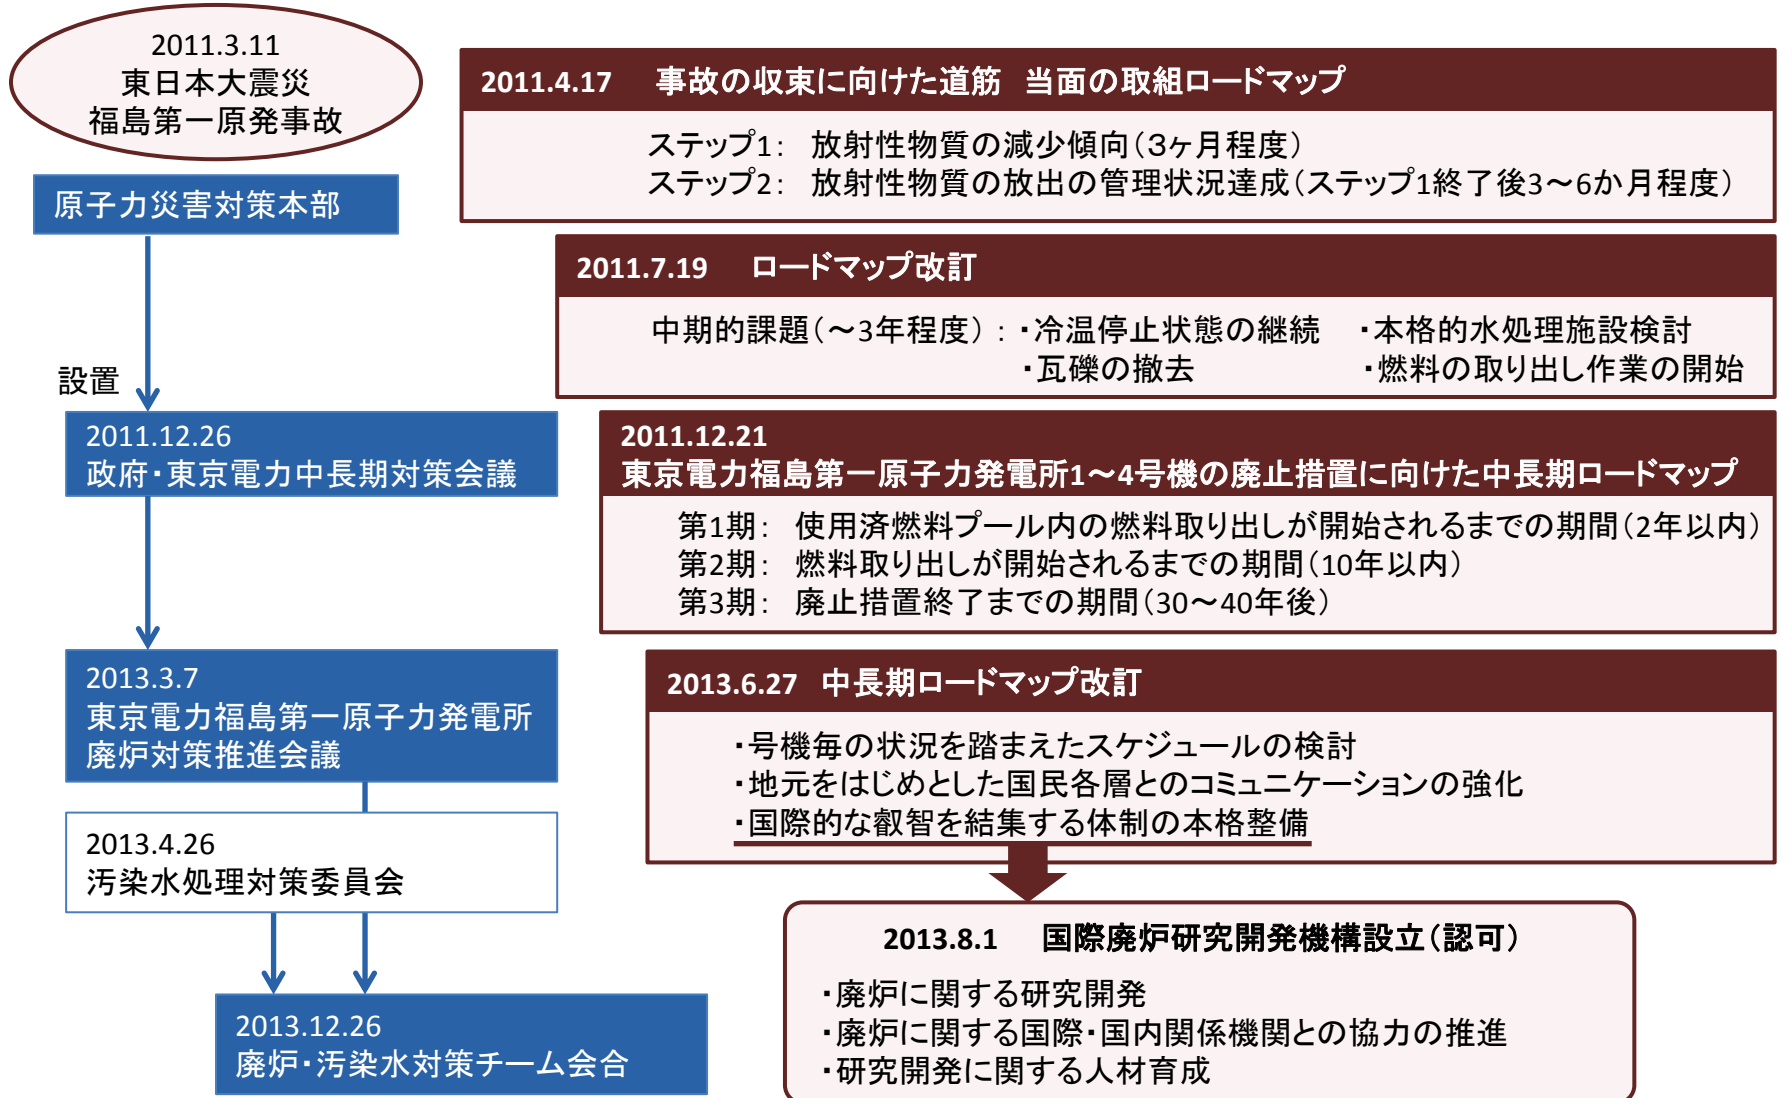 2011.3.11
東日本大震災
福島第一原発事故
原子力災害対策本部
設置
2011.12.26
政府・東京電力中長期対策会議
2013.3.7
東京電力福島第一原子力発電所
廃炉対策推進会議
2013.4.26
汚染水処理対策委員会
2013.12.26
廃炉・汚染水対策チーム会合
2011.4.17 事故の収束に向けた道筋 当面の取組ロードマップ
ステップ1： 放射性物質の減少傾向（3ヶ月程度）
ステップ2： 放射性物質の放出の管理状況達成（ステップ1終了後3～6か月程度）
2011.7.19 ロードマップ改訂
中期的課題（～3年程度）：・冷温停止状態の継続 ・本格的水処理施設検討
・瓦礫の撤去 ・燃料の取り出し作業の開始
2011.12.21
東京電力福島第一原子力発電所1～4号機の廃止措置に向けた中長期ロードマップ
第1期： 使用済燃料プール内の燃料取り出しが開始されるまでの期間（2年以内）
第2期： 燃料取り出しが開始されるまでの期間（10年以内）
第3期： 廃止措置終了までの期間（30～40年後）
2013.6.27 中長期ロードマップ改訂
・号機毎の状況を踏まえたスケジュールの検討
・地元をはじめとした国民各層とのコミュニケーションの強化
・国際的な叡智を結集する体制の本格整備
2013.8.1 国際廃炉研究開発機構設立（認可）
・廃炉に関する研究開発
・廃炉に関する国際・国内関係機関との協力の推進
・研究開発に関する人材育成